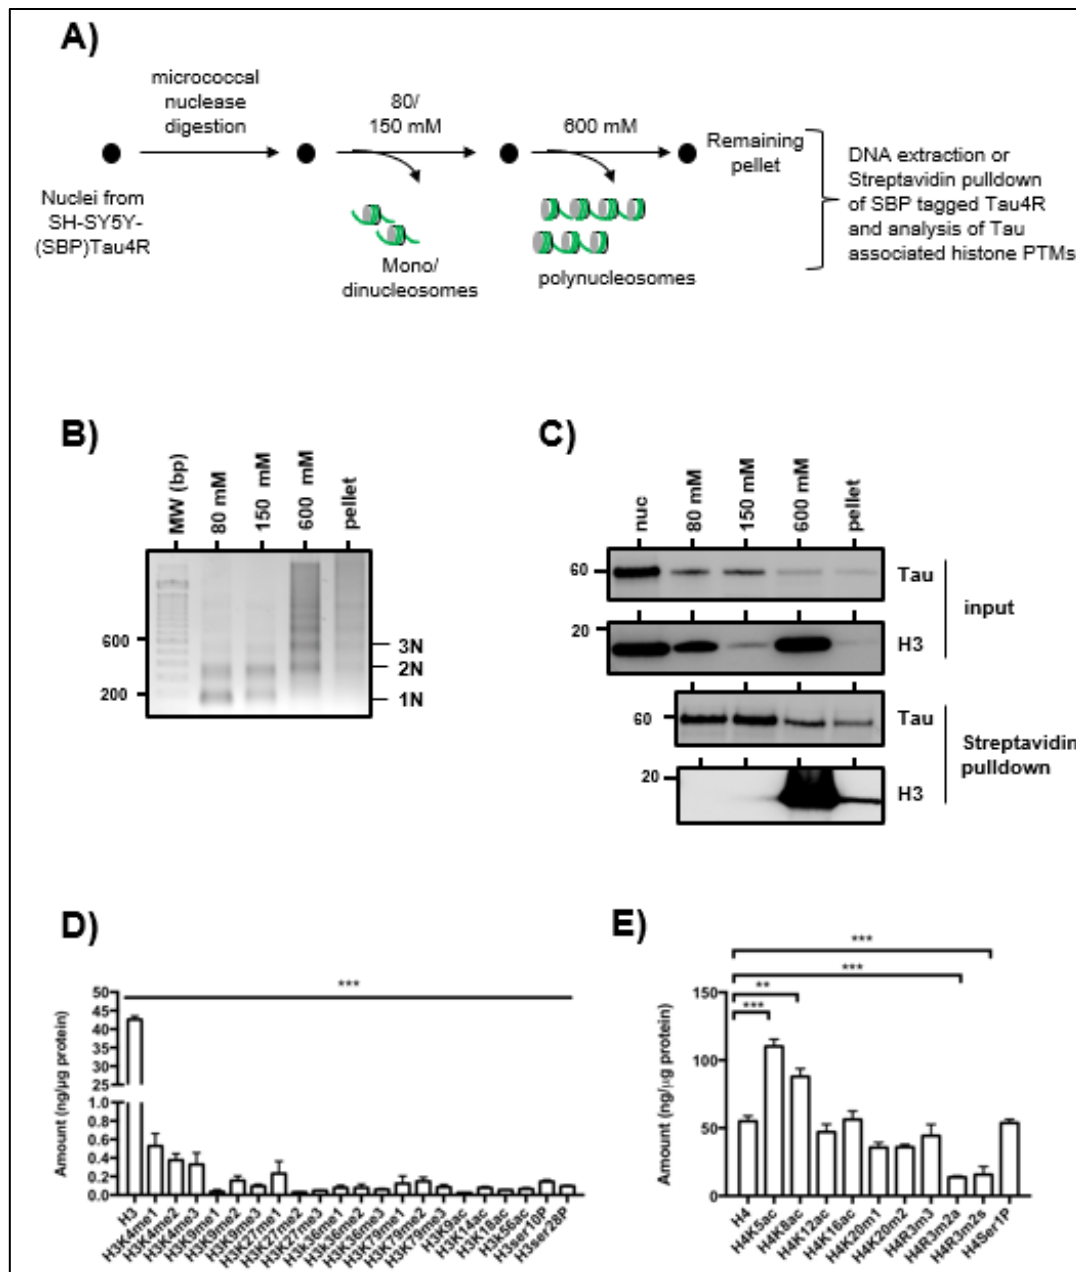 A)
micrococcal
nuclease
digestion
80/
150 mM
600 mM
Remaining
pellet
Nuclei from
SH-SY5Y-
(SBP)Tau4R
Mono/
dinucleosomes
polynucleosomes
DNA extraction or
Streptavidin pulldown
of SBP tagged Tau4R
and analysis of Tau
associated histone PTMs
B)
MW (bp)
80 mM
150 mM
600 mM
pellet
600
200
3N
2N
1N
C)
nuc
80 mM
150 mM
600 mM
pellet
60
Tau
20
H3
input
60
Tau
20
H3
Streptavidin
pulldown
D)
***
Amount (ng/µg protein)
50
45
40
35
30
25
1.0
0.8
0.6
0.4
0.2
0.0
H3
H3K4me1
H3K4me2
H3K4me3
H3K9me1
H3K9me2
H3K9me3
H3K27me1
H3K27me2
H3K27me3
H3k36me1
H3k36me2
H3K36me3
H3K79me1
H3K79me2
H3K79me3
H3K9ac
H3K14ac
H3K18ac
H3k56ac
H3ser10P
H3ser28P
E)
***
***
**
***
Amount (ng/µg protein)
150
100
50
0
H4
H4K5ac
H4K8ac
H4K12ac
H4K16ac
H4K20m1
H4K20m2
H4R3m3
H4R3m2a
H4R3m2s
H4Ser1P